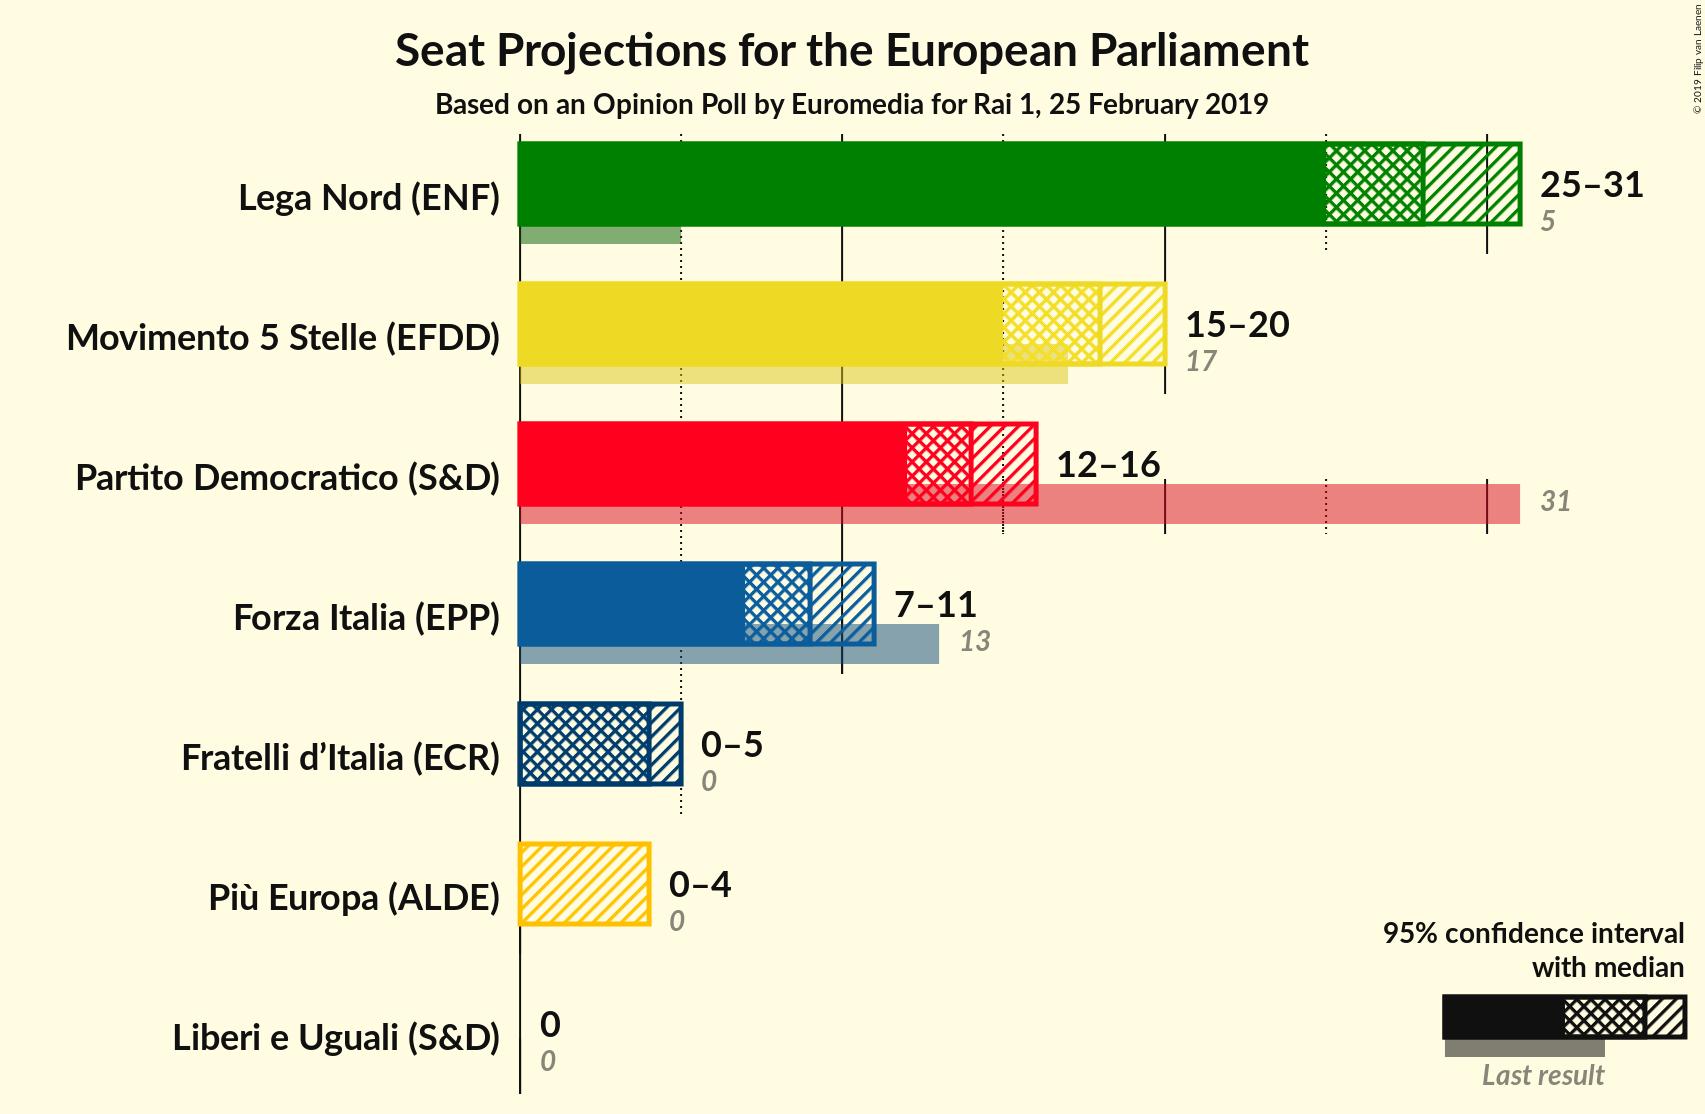 Seat Projections for the European Parliament
Based on an Opinion Poll by Euromedia for Rai 1, 25 February 2019
© 2019 Filip van Laenen
Lega Nord (ENF)
25–31
5
Movimento 5 Stelle (EFDD)
15–20
17
Partito Democratico (S&D)
12–16
31
Forza Italia (EPP)
7–11
13
Fratelli d’Italia (ECR)
0–5
0
Più Europa (ALDE)
0–4
0
Liberi e Uguali (S&D)
0
0
95% confidence interval
with median
Last result